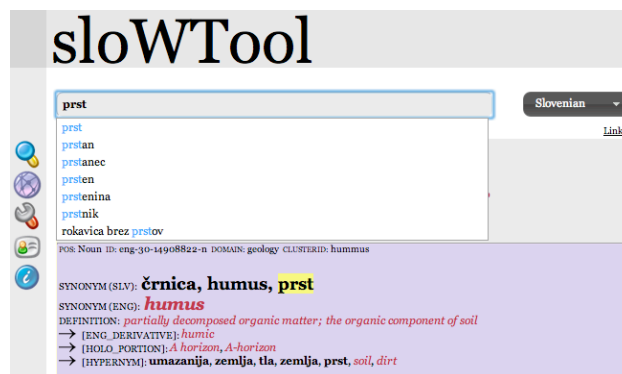 sloWTool
prst
Slovenian
Link
prst
prstan
prstanec
prsten
prstenina
prstnik
rokavica brez prstov
POS: Noun ID: eng-30-14908822-n DOMAIN: geology CLUSTERID: hummus
SYNONYM (SLV): črnica, humus, prst
SYNONYM (ENG): humus
DEFINITION: partially decomposed organic matter; the organic component of soil
→ [ENG_DERIVATIVE]: humic
→ [HOLO_PORTION]: A horizon, A-horizon
→ [HYPERNYM]: umazanija, zemlja, tla, zemlja, prst, soil, dirt